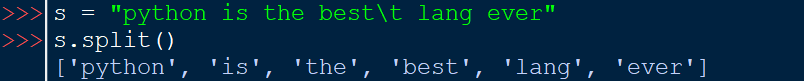 >>> s = "python is the best\t lang ever"
>>> s.split()
['python', 'is', 'the', 'best', 'lang', 'ever']